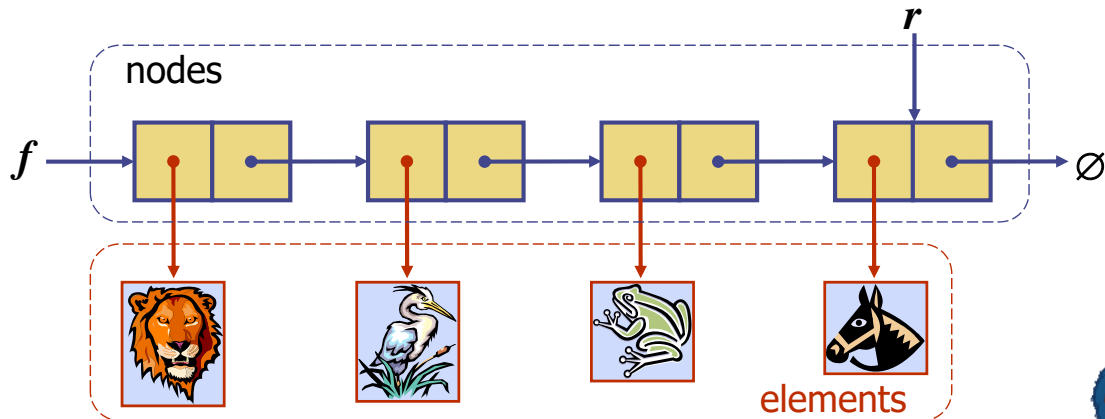 r
nodes
f
∅
elements